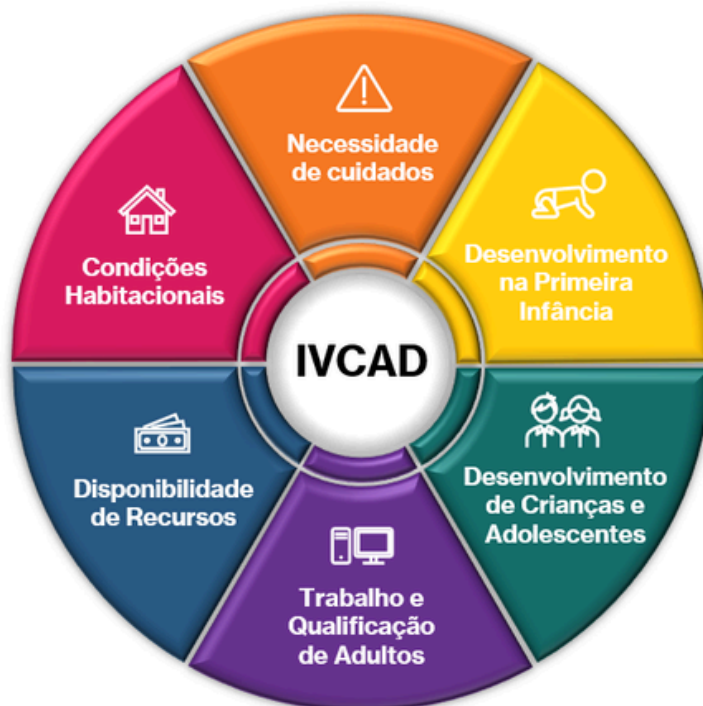 Necessidade
de cuidados
Desenvolvimento
na Primeira
Infância
Desenvolvimento
de Crianças e
Adolescentes
Trabalho e
Qualificação
de Adultos
Disponibilidade
de Recursos
Condições
Habitacionais
IVCAD